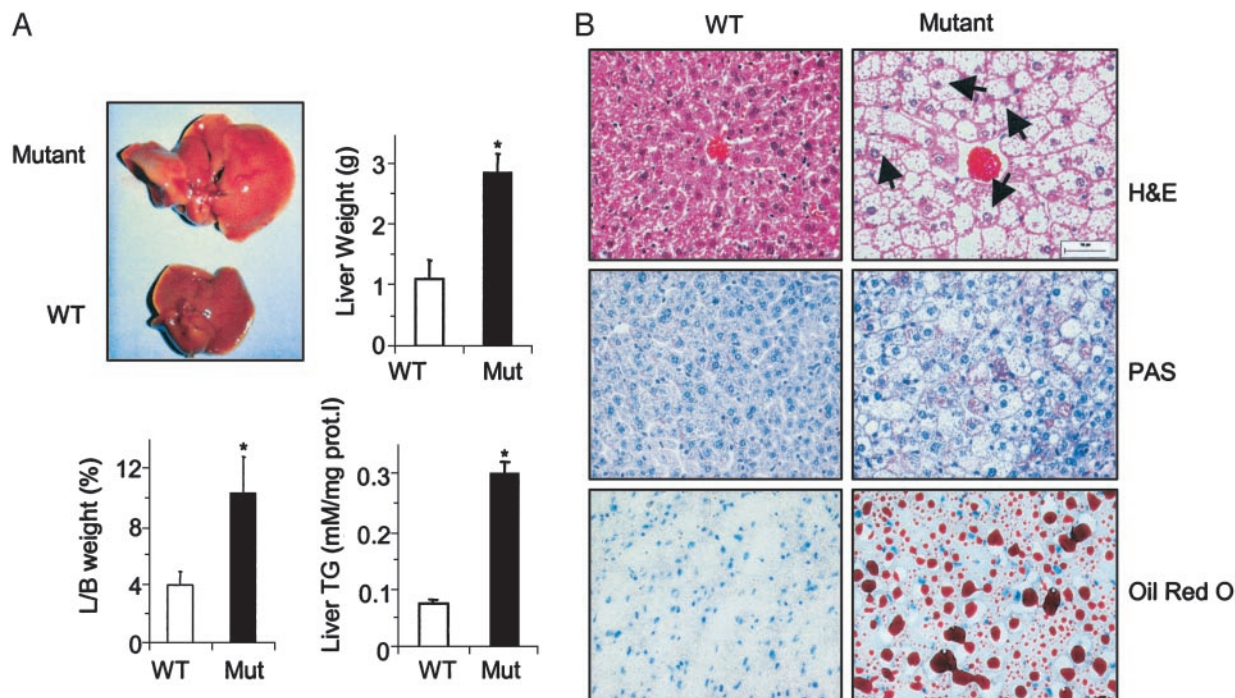 A
Mutant
WT
Liver Weight (g)
3
2
1
0
*
WT Mut
L/B weight (%)
12
8
4
0
*
WT Mut
Liver TG (mM/mg prot.l)
0.3
0.2
0.1
0
*
WT Mut
B
WT Mutant
H&E
PAS
Oil Red O